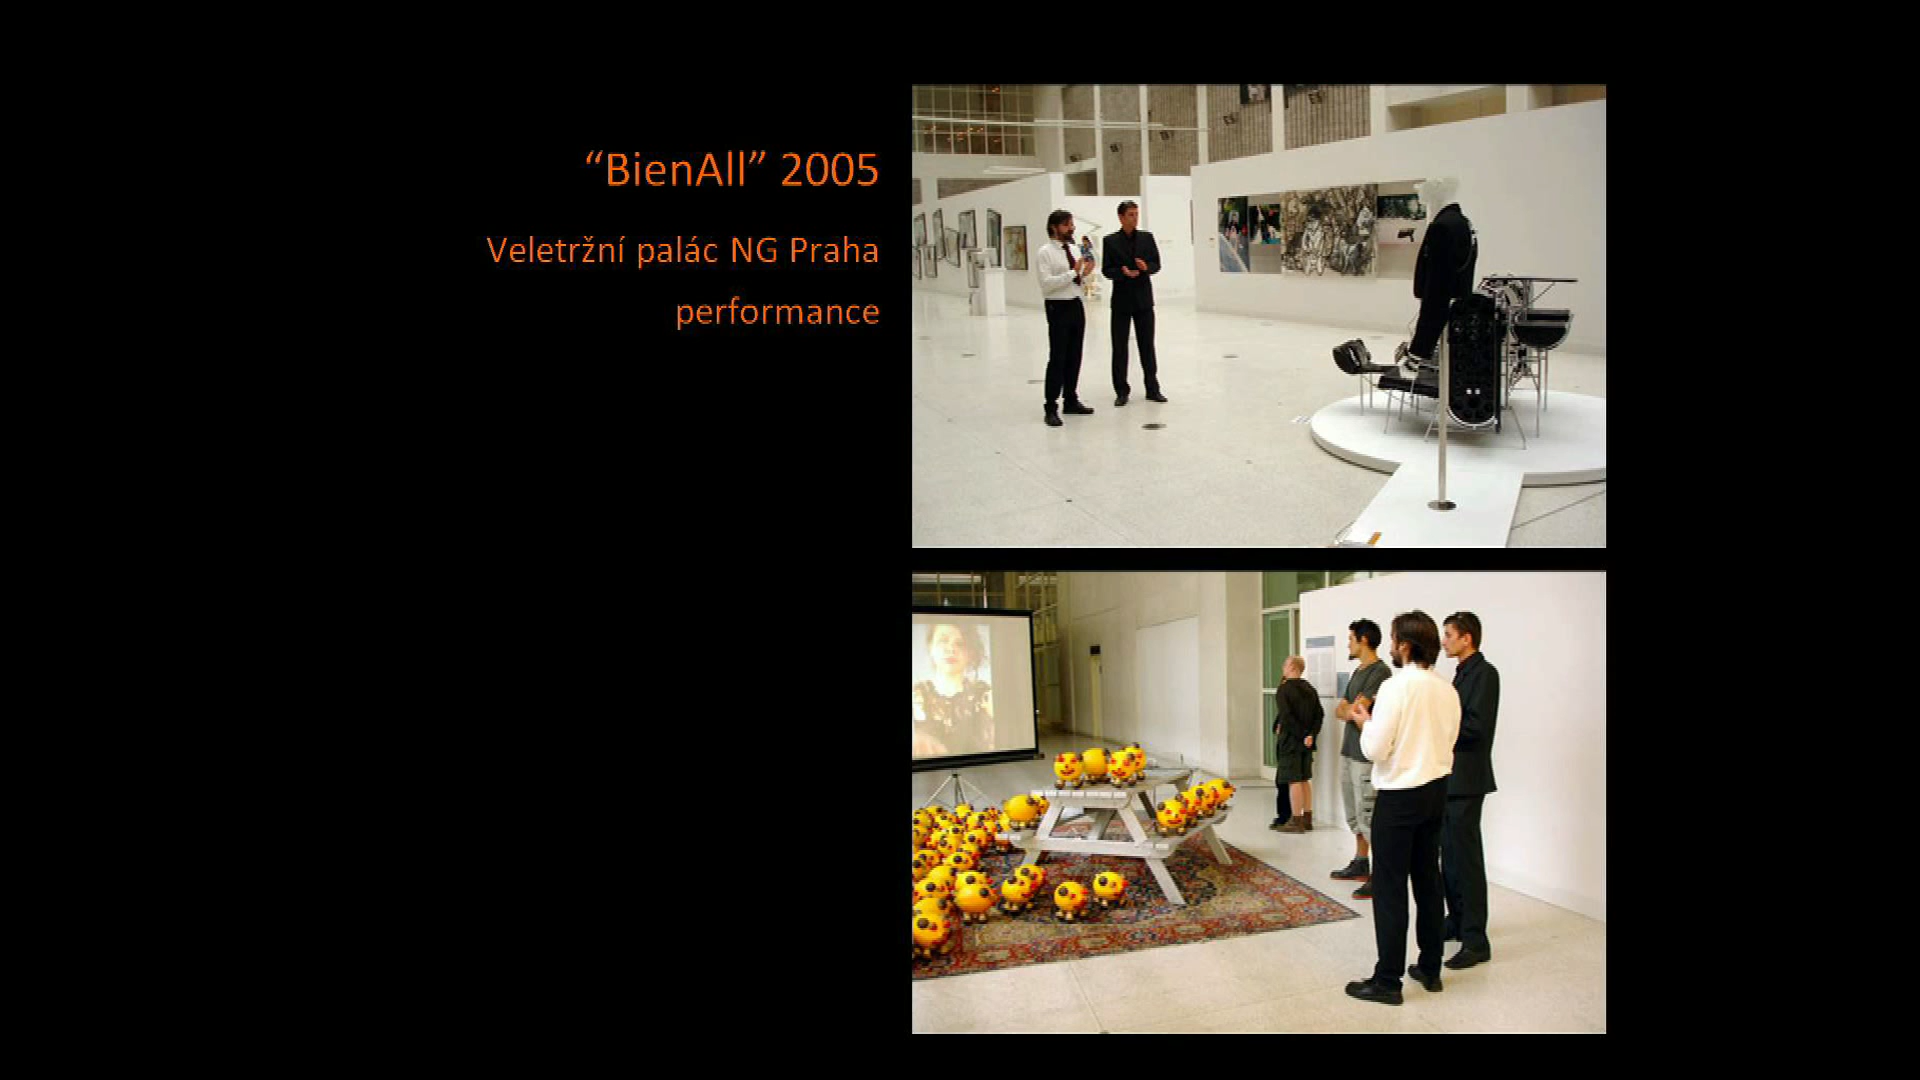 “BienAll” 2005
Veletržní palác NG Praha
performance